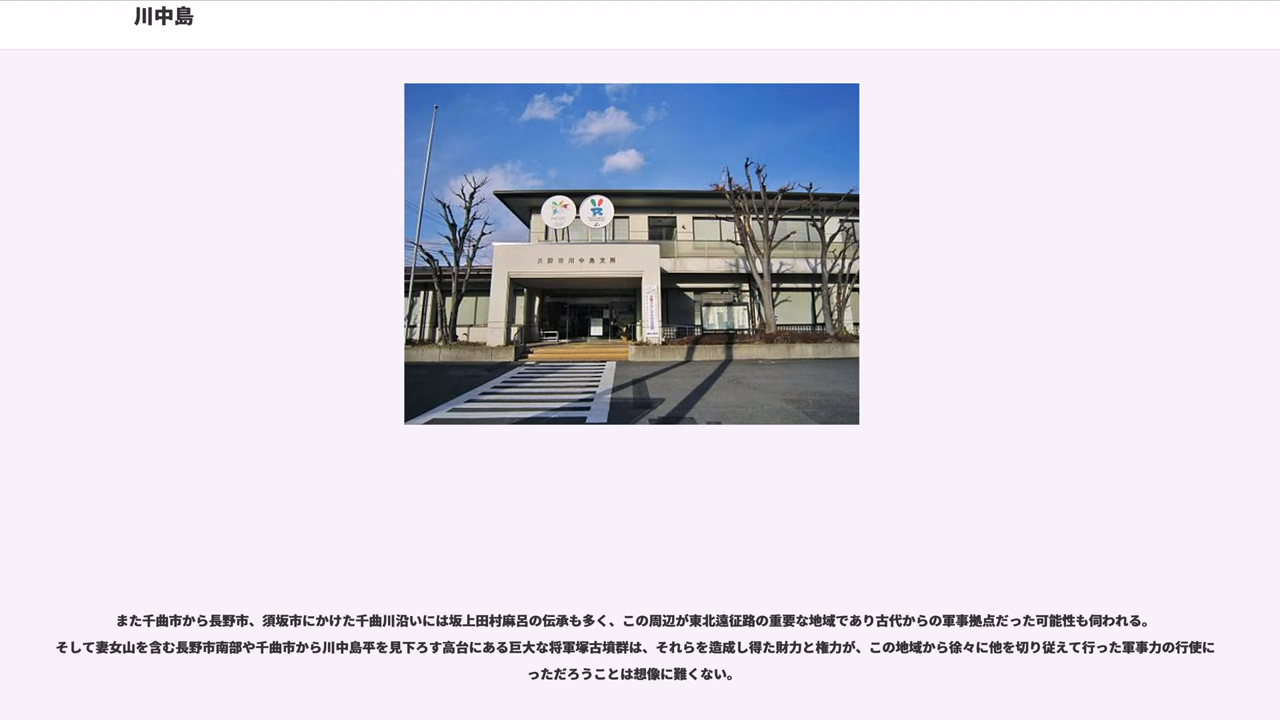 川中島
長野市川中島支所
また千曲市から長野市、須坂市にかけた千曲川沿いには坂上田村麻呂の伝承も多く、この周辺が東北遠征路の重要な地域であり古代からの軍事拠点だった可能性も伺われる。
そして妻女山を含む長野市南部や千曲市から川中島平を見下ろす高台にある巨大な将軍塚古墳群は、それらを造成し得た財力と権力が、この地域から徐々に他を切り従えて行った軍事力の行使に
っただろうことは想像に難くない。